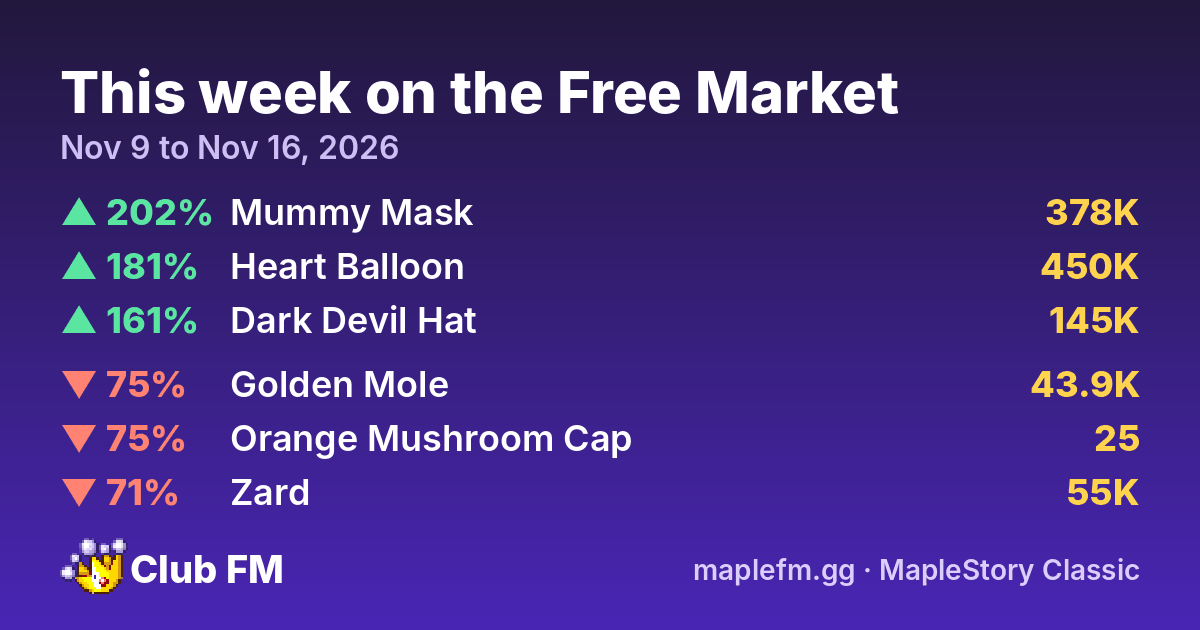 This week on the Free Market
Nov 9 to Nov 16, 2026
▲ 202% Mummy Mask 378K
▲ 181% Heart Balloon 450K
▲ 161% Dark Devil Hat 145K
▼ 75% Golden Mole 43.9K
▼ 75% Orange Mushroom Cap 25
▼ 71% Zard 55K
Club FM
maplefm.gg · MapleStory Classic